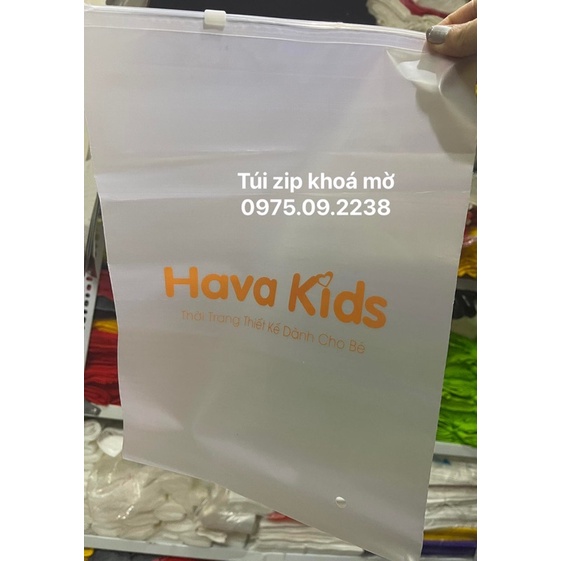 Túi zip khoá mờ
0975.09.2238
Hava Kids
Thời Trang Thiết Kế Dành Cho Bé